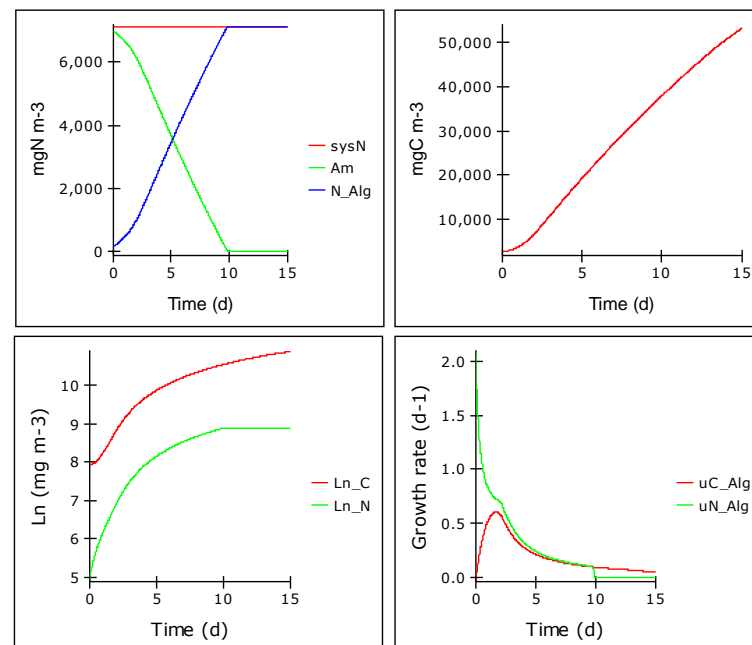 mgN m-3
6,000
4,000
2,000
0
0
5
10
15
Time (d)
sysN
Am
N_Alg
mgC m-3
50,000
40,000
30,000
20,000
10,000
0
5
10
15
Time (d)
Ln (mg m-3)
10
9
8
7
6
5
0
5
10
15
Time (d)
Ln_C
Ln_N
Growth rate (d-1)
2.0
1.5
1.0
0.5
0.0
0
5
10
15
Time (d)
uC_Alg
uN_Alg